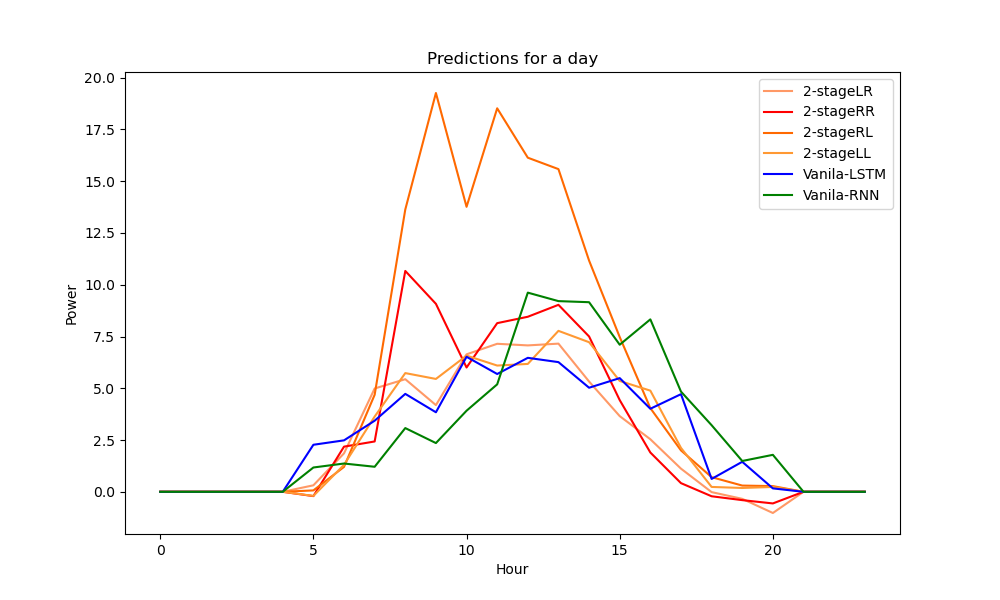 Predictions for a day
20.0
17.5
15.0
12.5
10.0
7.5
5.0
2.5
0.0
Power
2-stageLR
2-stageRR
2-stageRL
2-stageLL
Vanila-LSTM
Vanila-RNN
0 5 10 15 20
Hour